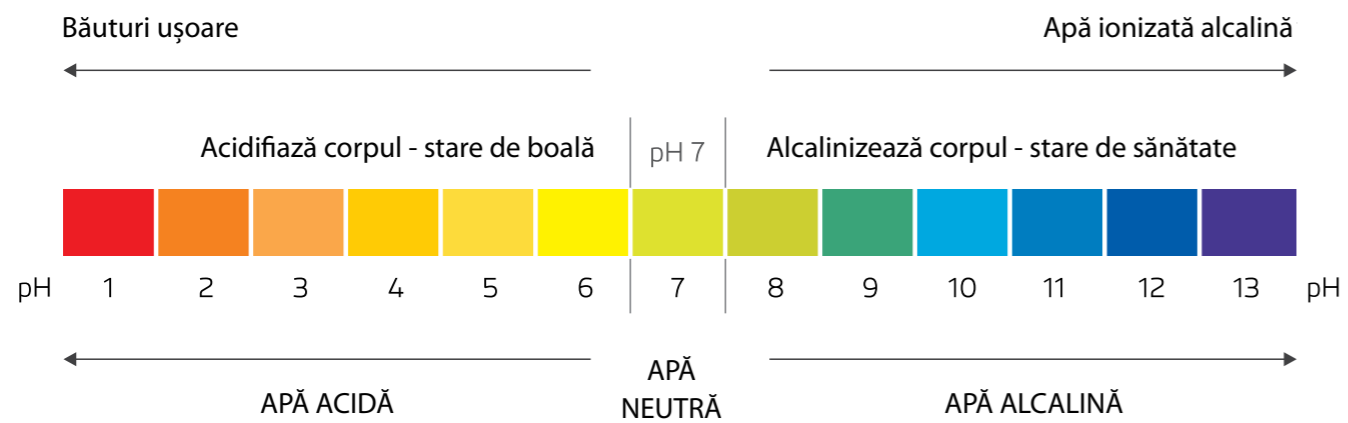 Băuturi ușoare
Apă ionizată alcalină
Acidifiază corpul - stare de boală
pH 7
Alcalinizează corpul - stare de sănătate
pH 1 2 3 4 5 6 7 8 9 10 11 12 13 pH
APĂ ACIDĂ
APĂ
NEUTRĂ
APĂ ALCALINĂ